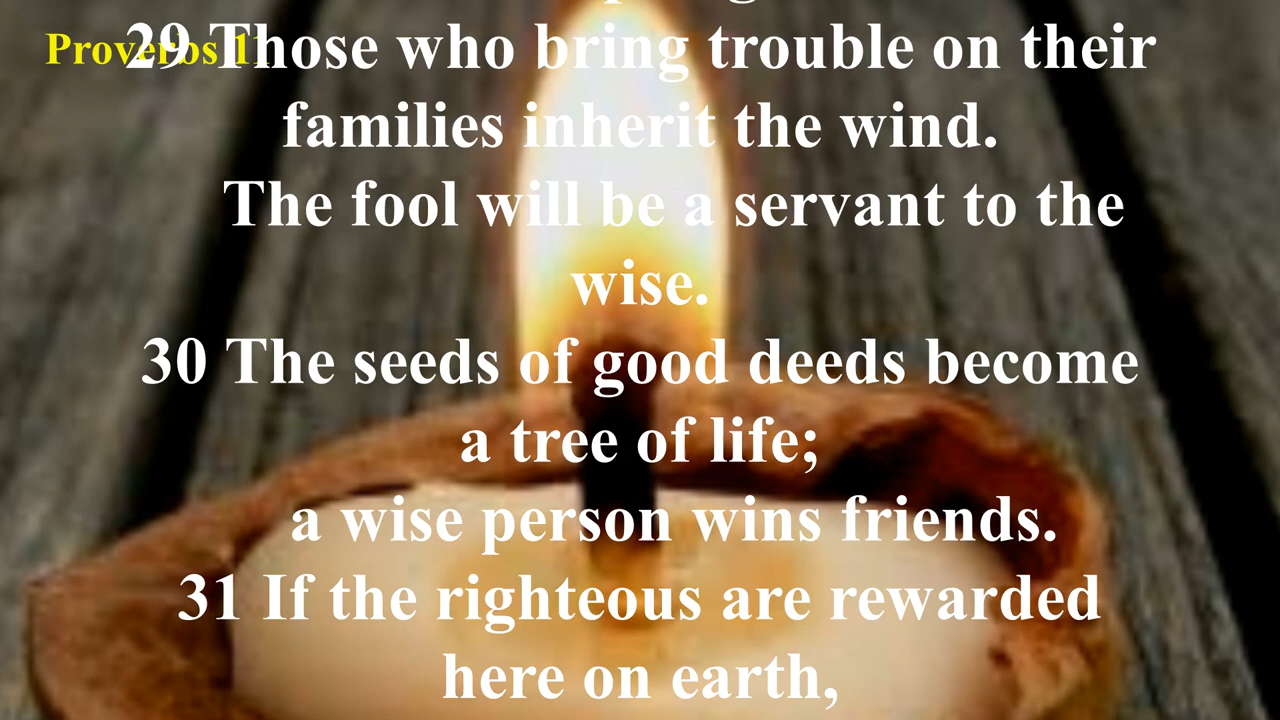 Proverbs 11
29 Those who bring trouble on their
families inherit the wind.
The fool will be a servant to the
wise.
30 The seeds of good deeds become
a tree of life;
a wise person wins friends.
31 If the righteous are rewarded
here on earth,